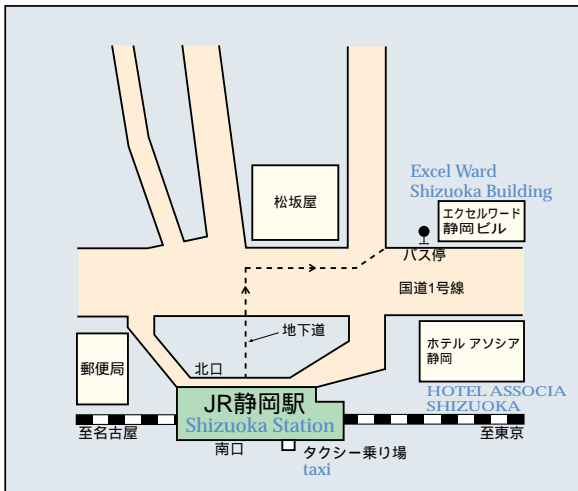 Excel Ward
Shizuoka Building
松坂屋
エクセルワード
静岡ビル
バス停
国道1号線
地下道
ホテル アソシア
静岡
郵便局
北口
HOTEL ASSOCIA
SHIZUOKA
JR静岡駅
Shizuoka Station
至名古屋
至東京
南口
タクシー乗り場
taxi